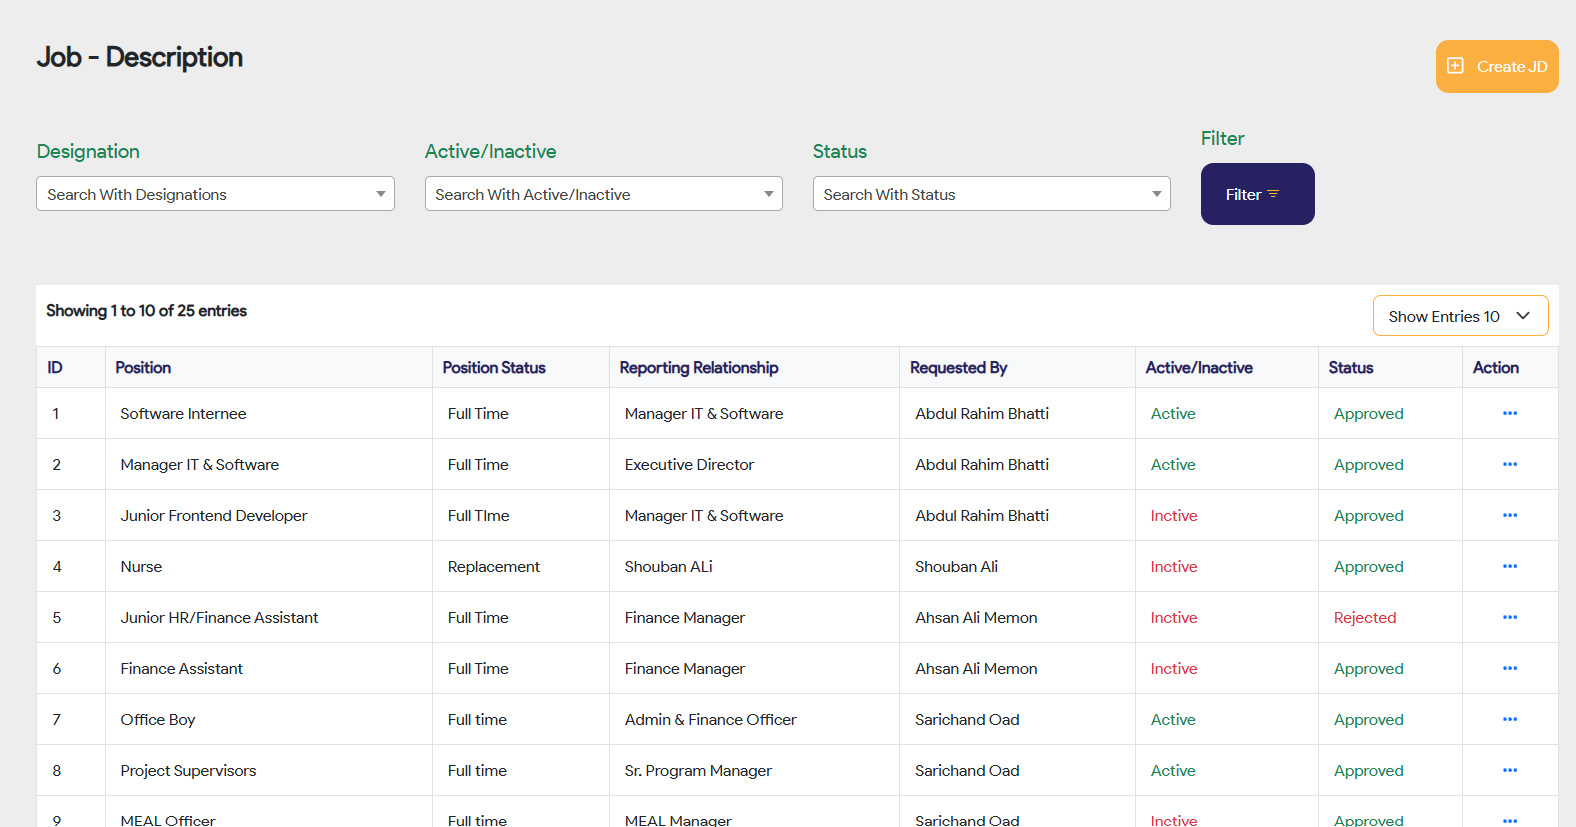 Job - Description
Create JD
Designation
Active/Inactive
Status
Filter
Search With Designations
Search With Active/Inactive
Search With Status
Filter
Showing 1 to 10 of 25 entries
Show Entries 10
ID Position Position Status Reporting Relationship Requested By Active/Inactive Status Action
1 Software Internee Full Time Manager IT & Software Abdul Rahim Bhatti Active Approved
2 Manager IT & Software Full Time Executive Director Abdul Rahim Bhatti Active Approved
3 Junior Frontend Developer Full TIme Manager IT & Software Abdul Rahim Bhatti Inctive Approved
4 Nurse Replacement Shouban ALi Shouban Ali Inctive Approved
5 Junior HR/Finance Assistant Full Time Finance Manager Ahsan Ali Memon Inctive Rejected
6 Finance Assistant Full Time Finance Manager Ahsan Ali Memon Inctive Approved
7 Office Boy Full time Admin & Finance Officer Sarichand Oad Active Approved
8 Project Supervisors Full time Sr. Program Manager Sarichand Oad Active Approved
9 MEAL Officer Full time MEAL Manager Sarichand Oad Inctive Approved